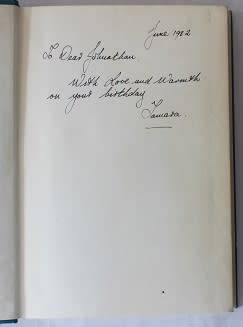 June 1982
To Dear Johnathan
With Love and Warmth
on your birthday
Tamara.